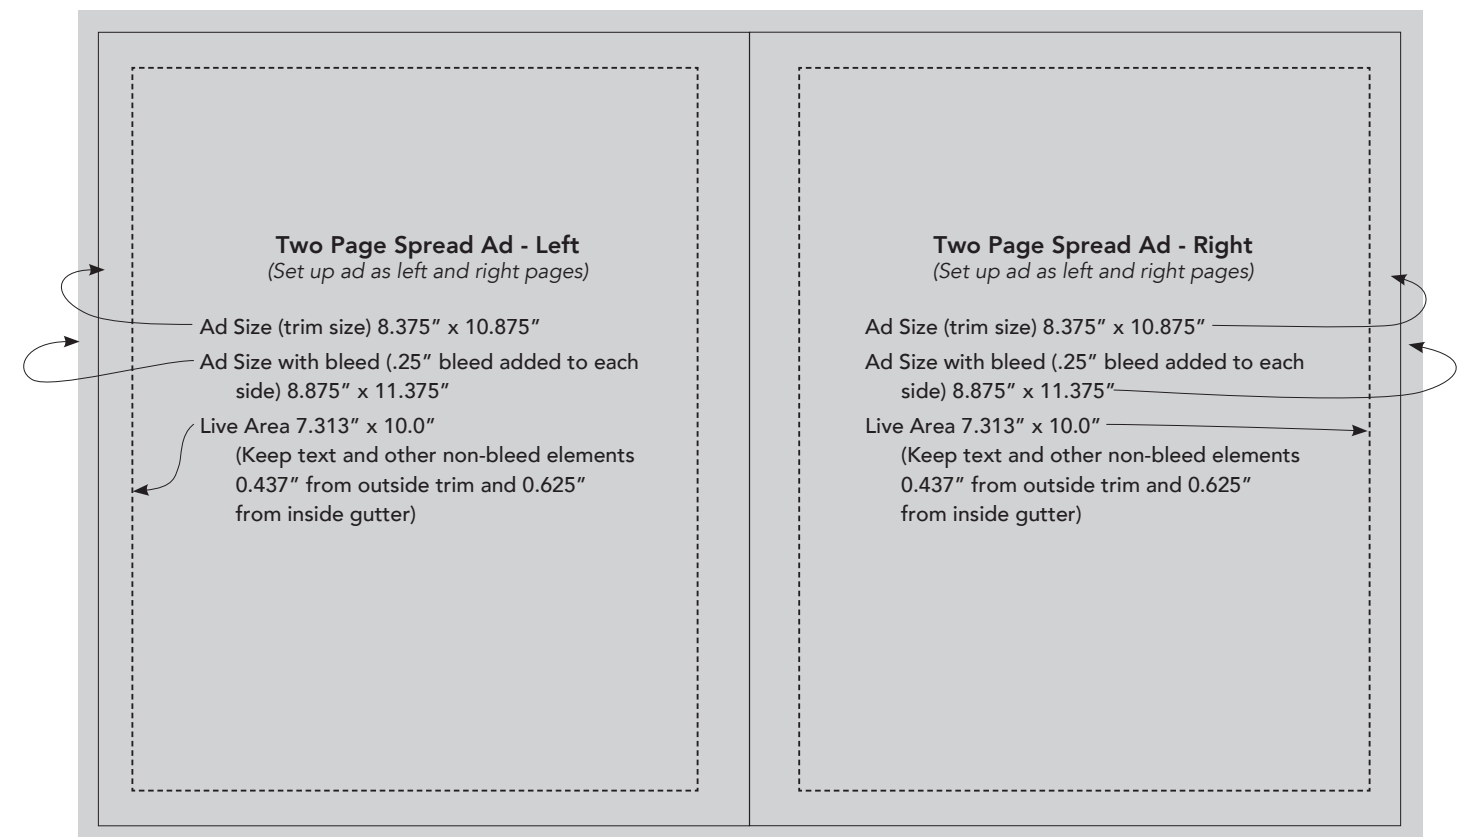 Two Page Spread Ad - Left
(Set up ad as left and right pages)
Ad Size (trim size) 8.375” x 10.875”
Ad Size with bleed (.25” bleed added to each
side) 8.875” x 11.375”
Live Area 7.313” x 10.0”
(Keep text and other non-bleed elements
0.437” from outside trim and 0.625”
from inside gutter)
Two Page Spread Ad - Right
(Set up ad as left and right pages)
Ad Size (trim size) 8.375” x 10.875”
Ad Size with bleed (.25” bleed added to each
side) 8.875” x 11.375”
Live Area 7.313” x 10.0”
(Keep text and other non-bleed elements
0.437” from outside trim and 0.625”
from inside gutter)